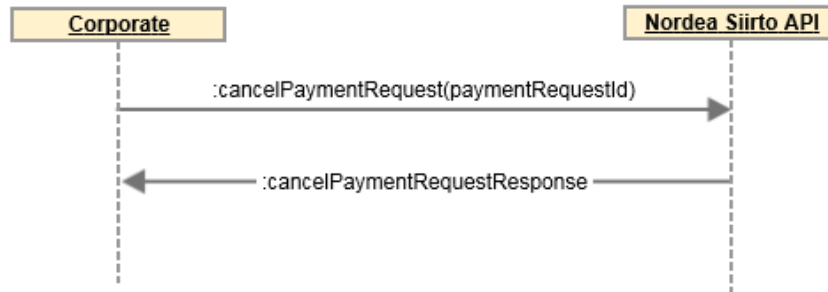 Corporate
Nordea Siirto API
:cancelPaymentRequest(paymentRequestId)
:cancelPaymentRequestResponse